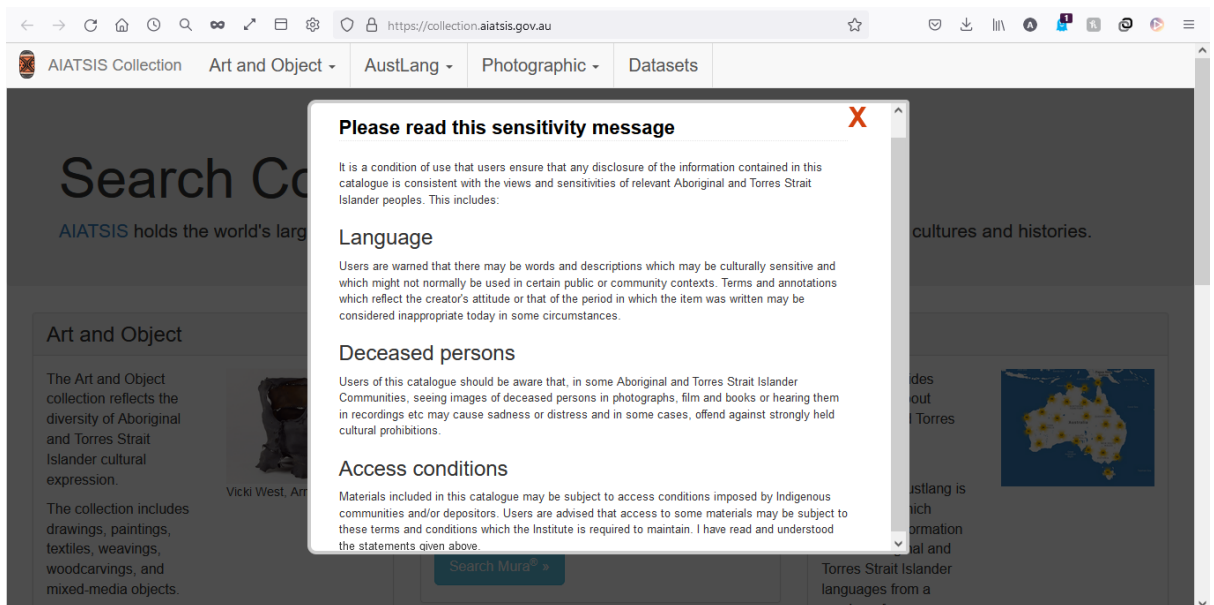 https://collection.aiatsis.gov.au
1
AIATSIS Collection
Art and Object
AustLang
Photographic
Datasets
Please read this sensitivity message
X
It is a condition of use that users ensure that any disclosure of the information contained in this
catalogue is consistent with the views and sensitivities of relevant Aboriginal and Torres Strait
Islander peoples. This includes:
Language
Users are warned that there may be words and descriptions which may be culturally sensitive and
which might not normally be used in certain public or community contexts. Terms and annotations
which reflect the creator's attitude or that of the period in which the item was written may be
considered inappropriate today in some circumstances.
Deceased persons
Users of this catalogue should be aware that, in some Aboriginal and Torres Strait Islander
Communities, seeing images of deceased persons in photographs, film and books or hearing them
in recordings etc may cause sadness or distress and in some cases, offend against strongly held
cultural prohibitions.
Access conditions
Materials included in this catalogue may be subject to access conditions imposed by Indigenous
communities and/or depositors. Users are advised that access to some materials may be subject to
these terms and conditions which the Institute is required to maintain. I have read and understood
the statements given above.
Search Co
AIATSIS holds the world's larg
cultures and histories.
Art and Object
The Art and Object
collection reflects the
diversity of Aboriginal
and Torres Strait
Islander cultural
expression.
The collection includes
drawings, paintings,
textiles, weavings,
woodcarvings, and
mixed-media objects.
Vicki West, Arm
Search Mura® »
ides
out
l Torres
ustlang is
hich
ormation
nal and
Torres Strait Islander
languages from a